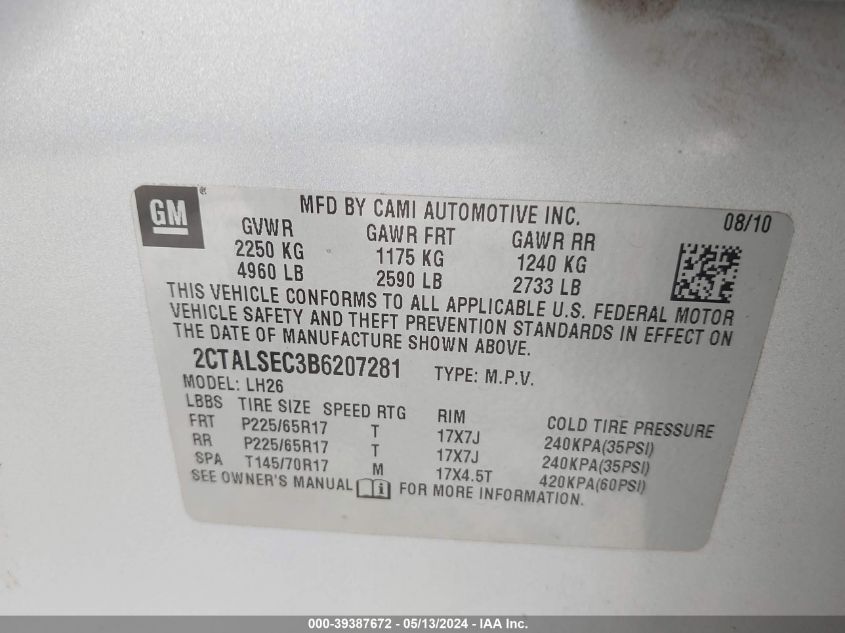 GM®
MFD BY CAMI AUTOMOTIVE INC.
08/10
GVWR GAWR FRT GAWR RR
2250 KG 1175 KG 1240 KG
4960 LB 2590 LB 2733 LB
THIS VEHICLE CONFORMS TO ALL APPLICABLE U.S. FEDERAL MOTOR
VEHICLE SAFETY AND THEFT PREVENTION STANDARDS IN EFFECT ON
THE DATE OF MANUFACTURE SHOWN ABOVE.
2CTALSEC3B6207281 TYPE: M.P.V.
MODEL: LH26
LBBS TIRE SIZE SPEED RTG RIM COLD TIRE PRESSURE
FRT P225/65R17 T 17X7J 240KPA(35PSI)
RR P225/65R17 T 17X7J 240KPA(35PSI)
SPA T145/70R17 M 17X4.5T 420KPA(60PSI)
SEE OWNER'S MANUAL FOR MORE INFORMATION.
000-39387672 - 05/13/2024 - IAA Inc.